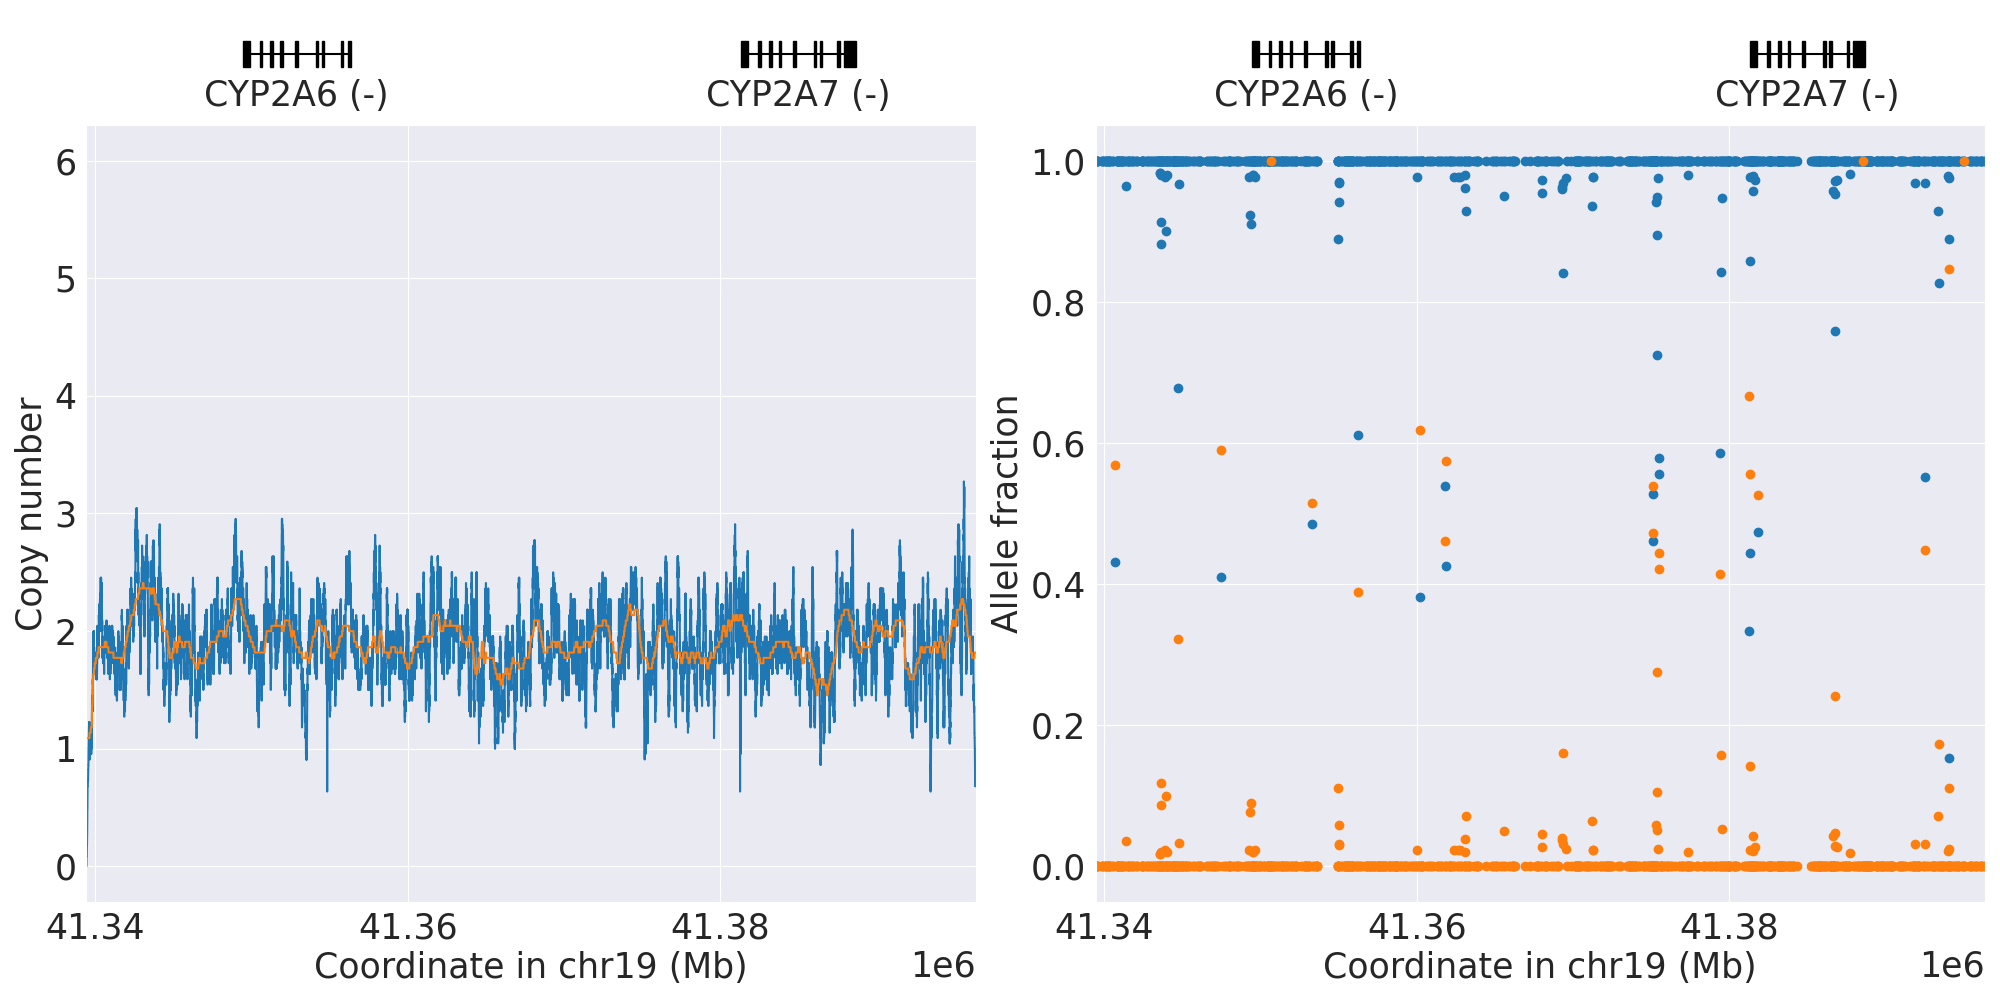 CYP2A6 (-)
CYP2A7 (-)
CYP2A6 (-)
CYP2A7 (-)
Copy number
6
5
4
3
2
1
0
41.34
41.36
41.38
Coordinate in chr19 (Mb)
1e6
Allele fraction
1.0
0.8
0.6
0.4
0.2
0.0
41.34
41.36
41.38
Coordinate in chr19 (Mb)
1e6